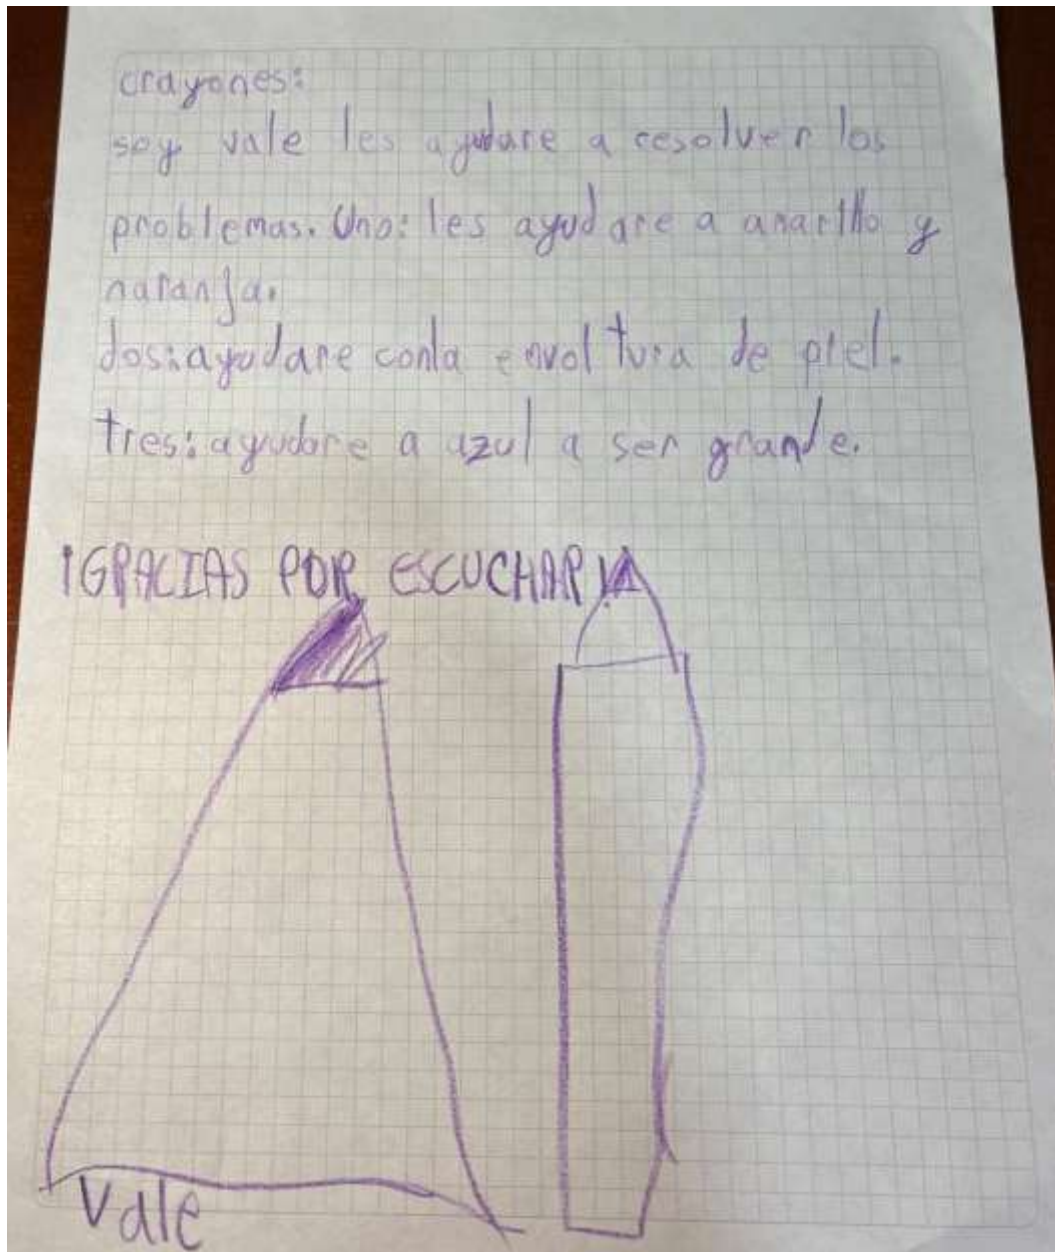 crayones:
soy vale les ayudare a resolver los
problemas. Uno: les ayudare a anarillo y
naranja.
dos: ayudare conla envoltura de piel.
tres: ayudare a azul a ser grande.
¡GRACIAS POR ESCUCHAR!
Vale